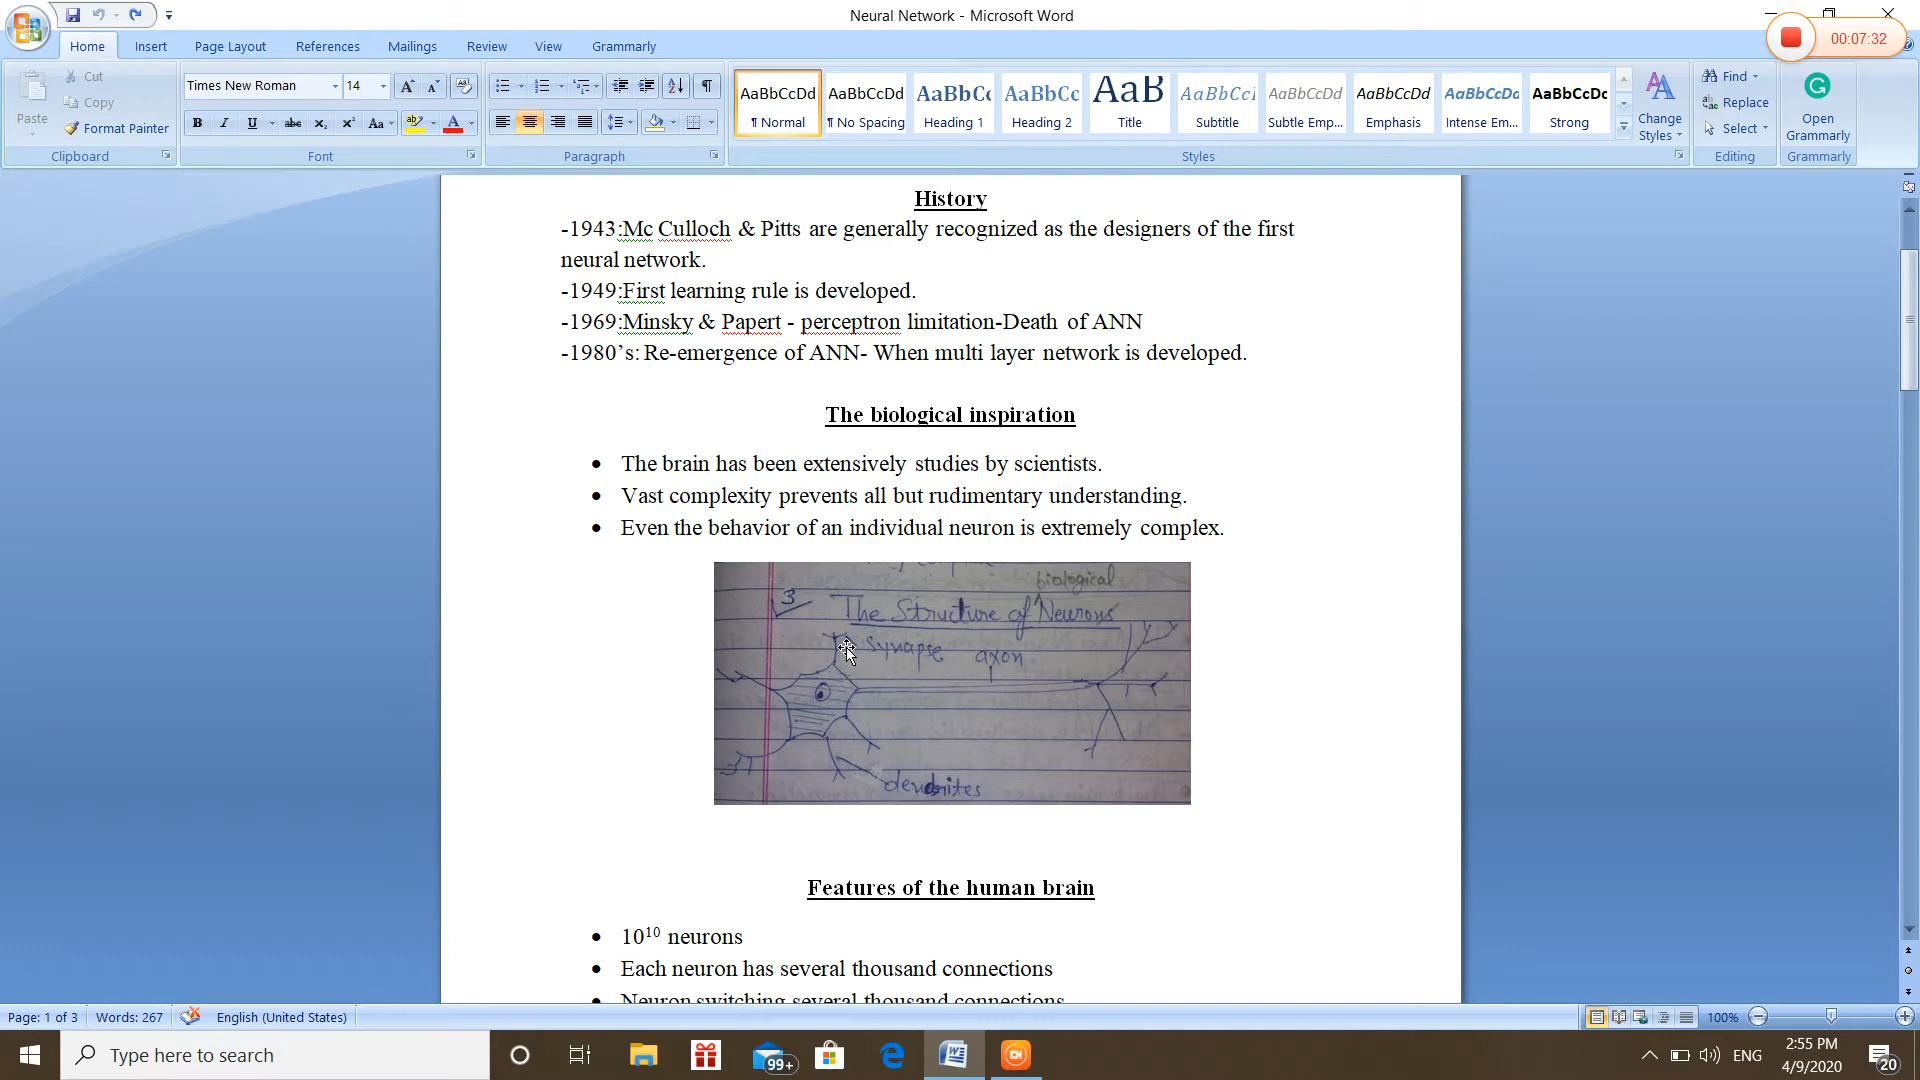 Neural Network - Microsoft Word
00:07:32
Home Insert Page Layout References Mailings Review View Grammarly
Cut
Copy
Format Painter
Paste
Clipboard
Times New Roman 14
Font
Paragraph
AaBbCcDd AaBbCcDd AaBbCc AaBbCc AaB AaBbCcl AaBbCcDd AaBbCcDd AaBbCcDd AaBbCcDc
¶ Normal ¶ No Spacing Heading 1 Heading 2 Title Subtitle Subtle Emp... Emphasis Intense Em... Strong
Styles
Change Styles
Find
Replace
Select
Editing
Open Grammarly
Grammarly
History
-1943:Mc Culloch & Pitts are generally recognized as the designers of the first
neural network.
-1949:First learning rule is developed.
-1969:Minsky & Papert - perceptron limitation-Death of ANN
-1980's: Re-emergence of ANN- When multi layer network is developed.
The biological inspiration
• The brain has been extensively studies by scientists.
• Vast complexity prevents all but rudimentary understanding.
• Even the behavior of an individual neuron is extremely complex.
biological
3 The Structure of ^ Neurons
synapse axon
dendrites
Features of the human brain
• 10¹⁰ neurons
• Each neuron has several thousand connections
• Neuron switching several thousand connections
Page: 1 of 3 Words: 267 English (United States) 100%
Type here to search
99+
ENG
2:55 PM
4/9/2020
20